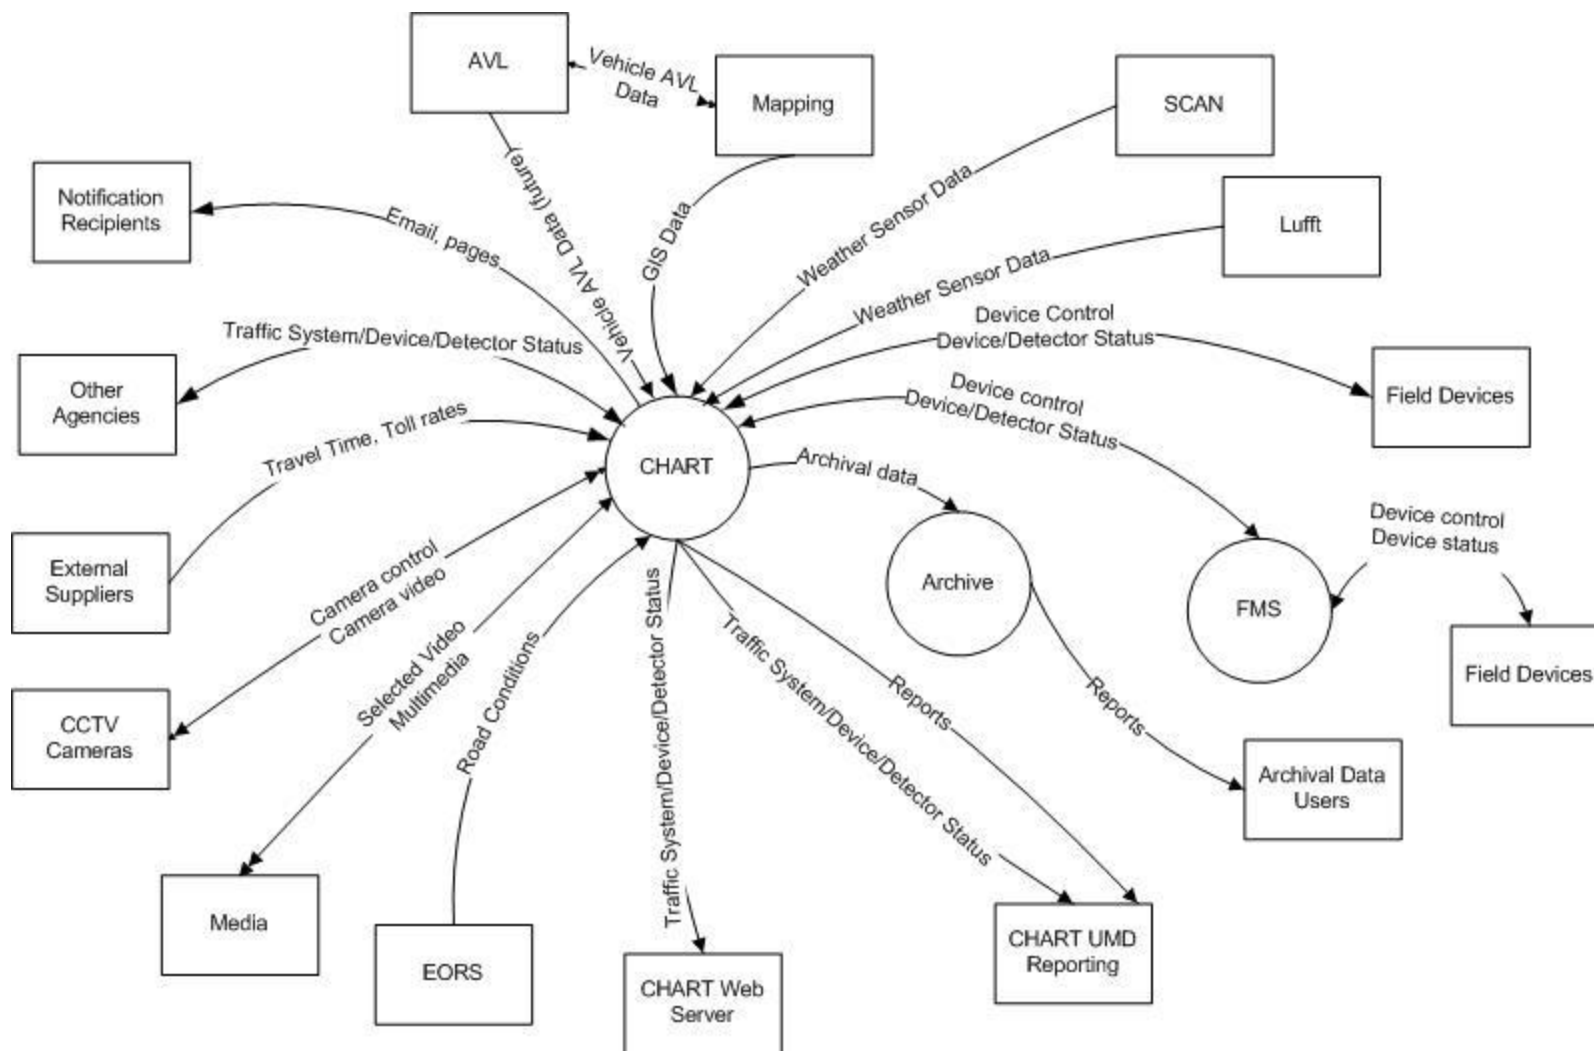 AVL
Vehicle AVL
Data
Mapping
SCAN
Notification
Recipients
Email, pages
Vehicle AVL Data (future)
GIS Data
Weather Sensor Data
Lufft
Weather Sensor Data
Traffic System/Device/Detector Status
Device Control
Device/Detector Status
Other
Agencies
Field Devices
Travel Time, Toll rates
Device control
Device/Detector Status
CHART
Archival data
External
Suppliers
Camera control
Camera video
Archive
FMS
Device control
Device status
Field Devices
CCTV
Cameras
Selected Video
Multimedia
Road Conditions
Traffic System/Device/Detector Status
Traffic System/Device/Detector Status
Reports
Reports
Archival Data
Users
Media
EORS
CHART Web
Server
CHART UMD
Reporting